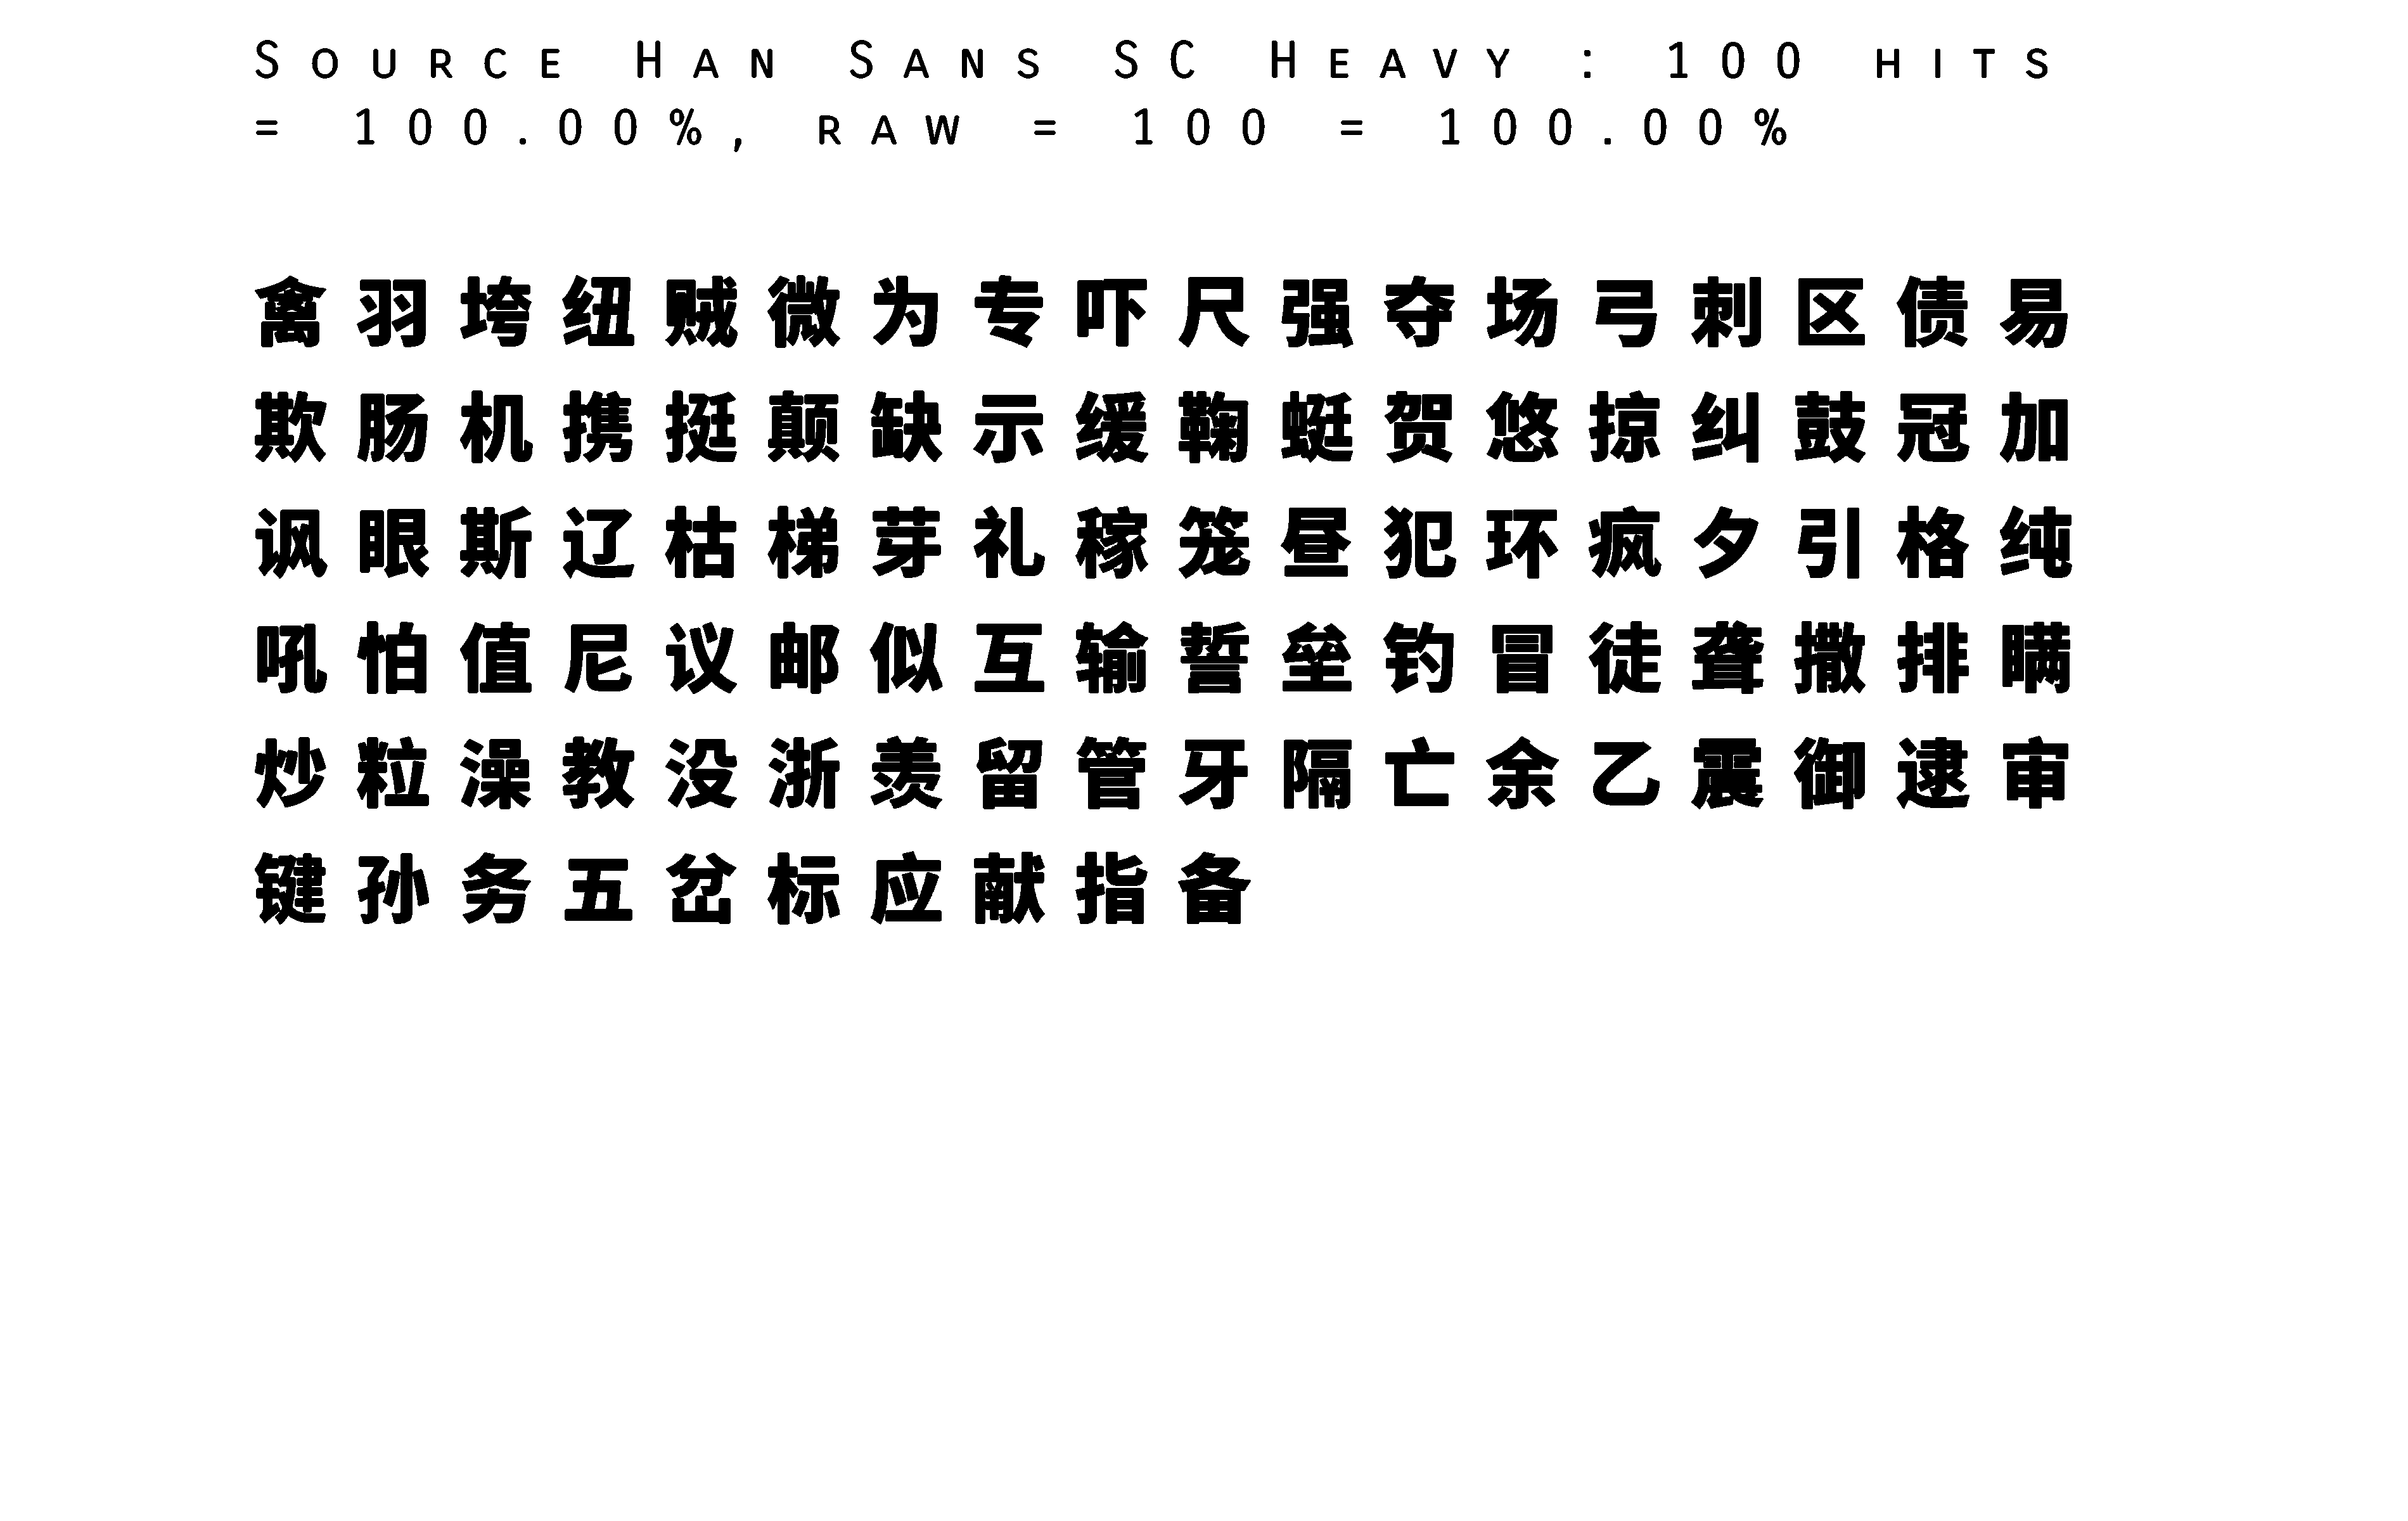 Source Han Sans SC Heavy : 100 hits
= 100.00%, raw = 100 = 100.00%
禽羽垮纽贼微为专吓尺强夺场弓刺区债易
欺肠机携挺颠缺示缓鞠蜓贺悠掠纠鼓冠加
讽眼斯辽枯梯芽礼稼笼昼犯环疯夕引格纯
吼怕值尼议邮似互输誓垒钓冒徒聋撒排瞒
炒粒澡教没浙羡留管牙隔亡余乙震御逮审
键孙务五岔标应献指备